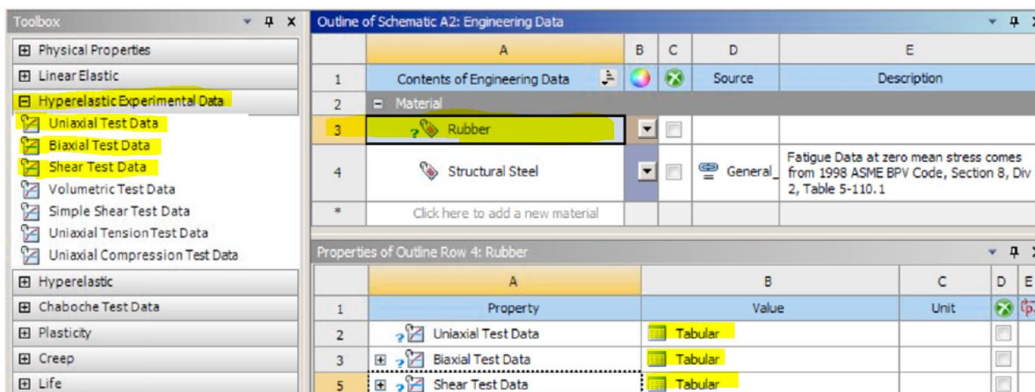 Toolbox
Physical Properties
Linear Elastic
Hyperelastic Experimental Data
Uniaxial Test Data
Biaxial Test Data
Shear Test Data
Volumetric Test Data
Simple Shear Test Data
Uniaxial Tension Test Data
Uniaxial Compression Test Data
Hyperelastic
Chaboche Test Data
Plasticity
Creep
Life
Outline of Schematic A2: Engineering Data
A B C D E
1 Contents of Engineering Data Source Description
2 Material
3 Rubber
4 Structural Steel General_ Fatigue Data at zero mean stress comes
from 1998 ASME BPV Code, Section 8, Div
2, Table 5-110.1
* Click here to add a new material
Properties of Outline Row 4: Rubber
A B C D E
1 Property Value Unit
2 Uniaxial Test Data Tabular
3 Biaxial Test Data Tabular
5 Shear Test Data Tabular